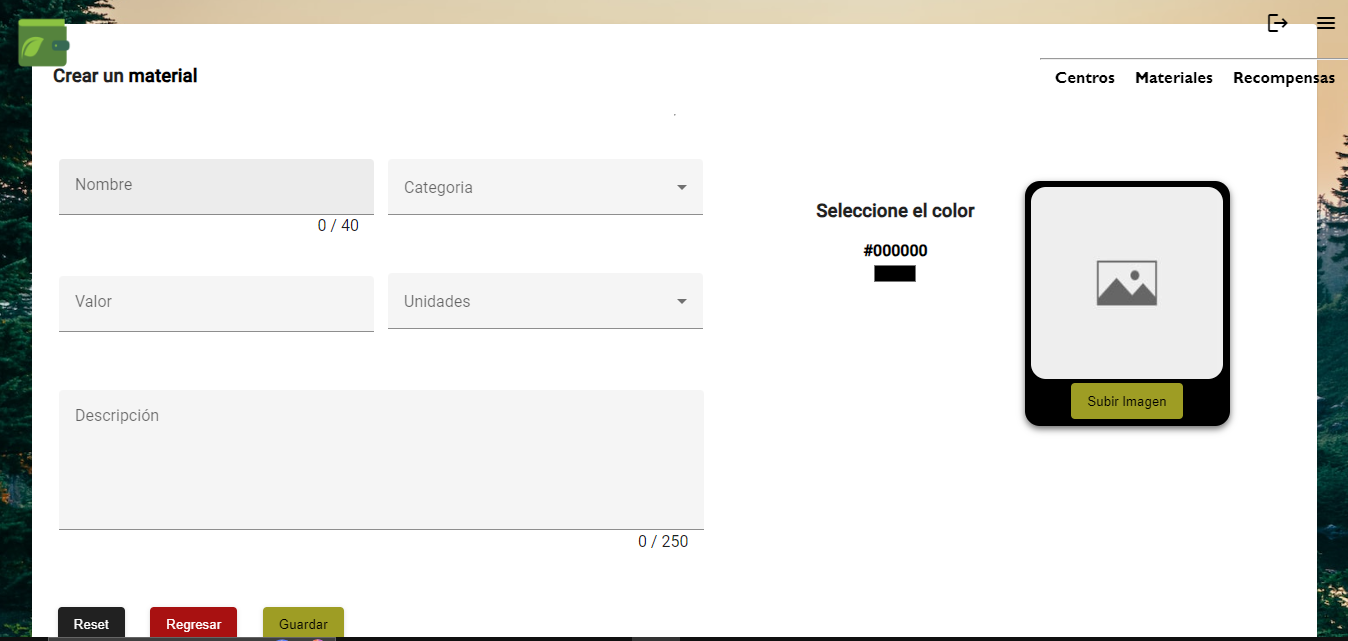 Crear un material
Centros Materiales Recompensas
Nombre
Categoria
0 / 40
Seleccione el color
#000000
Valor
Unidades
Subir Imagen
Descripción
0 / 250
Reset
Regresar
Guardar